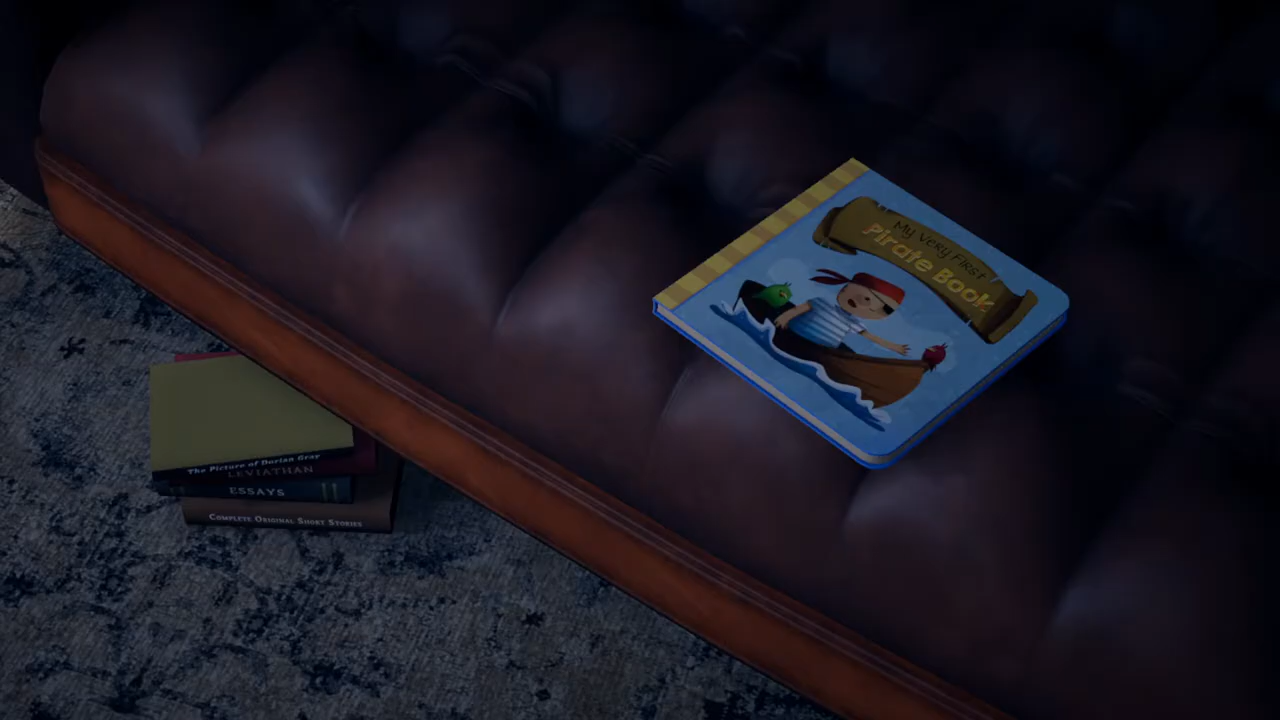 My Very First
Pirate Book
The Picture of Dorian Gray
LEVIATHAN
ESSAYS
COMPLETE ORIGINAL SHORT STORIES